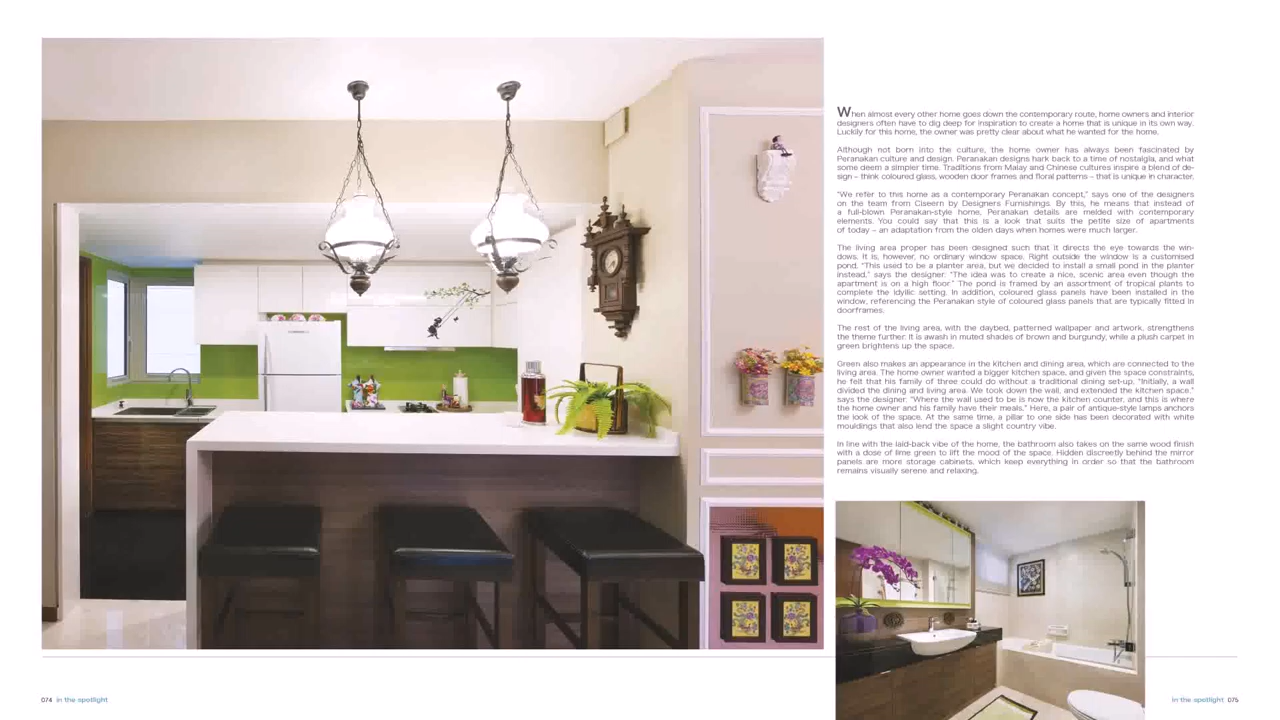 When almost every other home goes down the contemporary route, home owners and interior
designers often have to dig deep for inspiration to create a home that is unique in its own way.
Luckily for this home, the owner was pretty clear about what he wanted for the home.
Although not born into the culture, the home owner has always been fascinated by
Peranakan culture and design. Peranakan designs hark back to a time of nostalgia, and what
some deem a simpler time. Traditions from Malay and Chinese cultures inspire a blend of de-
sign – think coloured glass, wooden door frames and floral patterns – that is unique in character.
"We refer to this home as a contemporary Peranakan concept," says one of the designers
on the team from Ciseern by Designers Furnishings. By this, he means that instead of
a full-blown Peranakan-style home, Peranakan details are melded with contemporary
elements. You could say that this is a look that suits the petite size of apartments
of today – an adaptation from the olden days when homes were much larger.
The living area proper has been designed such that it directs the eye towards the win-
dows. It is, however, no ordinary window space. Right outside the window is a customised
pond. "This used to be a planter area, but we decided to install a small pond in the planter
instead," says the designer. "The idea was to create a nice, scenic area even though the
apartment is on a high floor." The pond is framed by an assortment of tropical plants to
complete the idyllic setting. In addition, coloured glass panels have been installed in the
window, referencing the Peranakan style of coloured glass panels that are typically fitted in
doorframes.
The rest of the living area, with the daybed, patterned wallpaper and artwork, strengthens
the theme further. It is awash in muted shades of brown and burgundy, while a plush carpet in
green brightens up the space.
Green also makes an appearance in the kitchen and dining area, which are connected to the
living area. The home owner wanted a bigger kitchen space, and given the space constraints,
he felt that his family of three could do without a traditional dining set-up. "Initially, a wall
divided the dining and living area. We took down the wall, and extended the kitchen space,"
says the designer. "Where the wall used to be is now the kitchen counter, and this is where
the home owner and his family have their meals." Here, a pair of antique-style lamps anchors
the look of the space. At the same time, a pillar to one side has been decorated with white
mouldings that also lend the space a slight country vibe.
In line with the laid-back vibe of the home, the bathroom also takes on the same wood finish
with a dose of lime green to lift the mood of the space. Hidden discreetly behind the mirror
panels are more storage cabinets, which keep everything in order so that the bathroom
remains visually serene and relaxing.
074 in the spotlight
in the spotlight 075